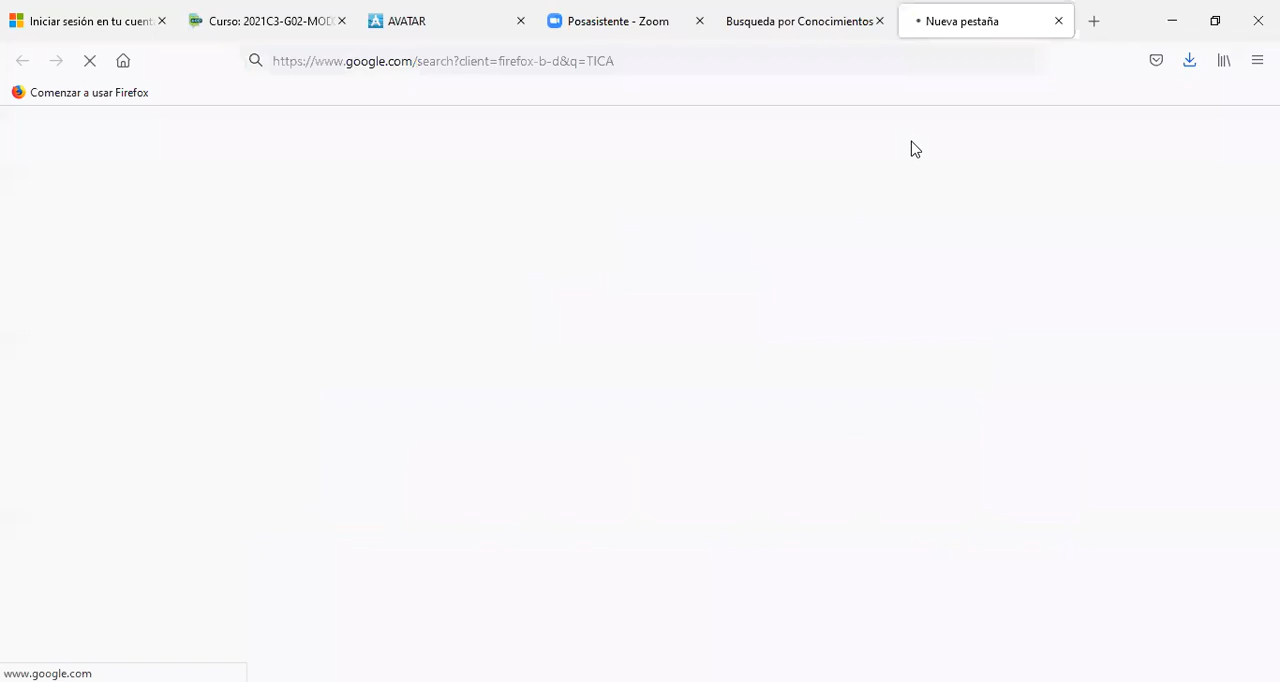 Iniciar sesión en tu cuent
Curso: 2021C3-G02-MOD
AVATAR
Posasistente - Zoom
Busqueda por Conocimientos
Nueva pestaña
https://www.google.com/search?client=firefox-b-d&q=TICA
Comenzar a usar Firefox
www.google.com